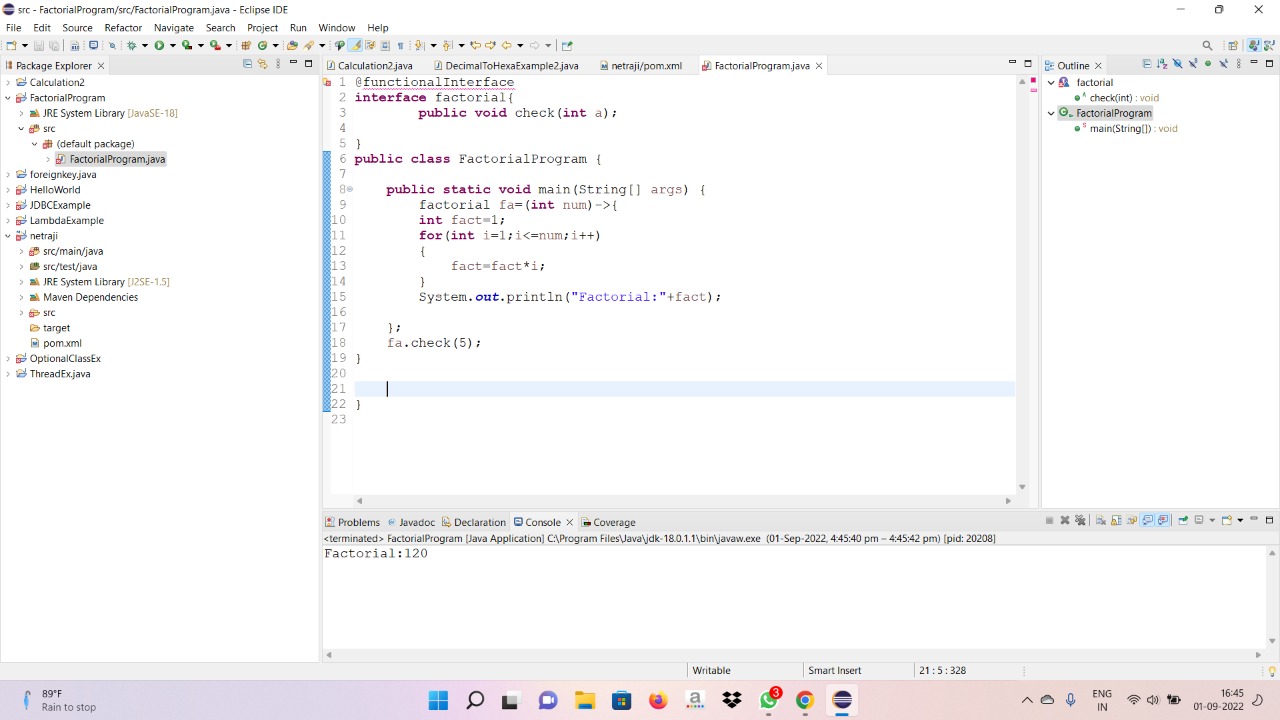 src - FactorialProgram/src/FactorialProgram.java - Eclipse IDE
File Edit Source Refactor Navigate Search Project Run Window Help
Package Explorer
Calculation2
FactorialProgram
JRE System Library [JavaSE-18]
src
(default package)
FactorialProgram.java
foreignkey.java
HelloWorld
JDBCExample
LambdaExample
netraji
src/main/java
src/test/java
JRE System Library [J2SE-1.5]
Maven Dependencies
src
target
pom.xml
OptionalClassEx
ThreadEx.java
Calculation2.java DecimalToHexaExample2.java netraji/pom.xml FactorialProgram.java
1 @functionalInterface
2 interface factorial{
3 public void check(int a);
4
5 }
6 public class FactorialProgram {
7
8 public static void main(String[] args) {
9 factorial fa=(int num)->{
10 int fact=1;
11 for(int i=1;i<=num;i++)
12 {
13 fact=fact*i;
14 }
15 System.out.println("Factorial:"+fact);
16
17 };
18 fa.check(5);
19 }
20
21
22 }
23
Outline
factorial
check(int) : void
FactorialProgram
main(String[]) : void
Problems Javadoc Declaration Console Coverage
<terminated> FactorialProgram [Java Application] C:\Program Files\Java\jdk-18.0.1.1\bin\javaw.exe (01-Sep-2022, 4:45:40 pm – 4:45:42 pm) [pid: 20208]
Factorial:120
Writable Smart Insert 21 : 5 : 328
89°F
Rain to stop
3
ENG
IN
16:45
01-09-2022